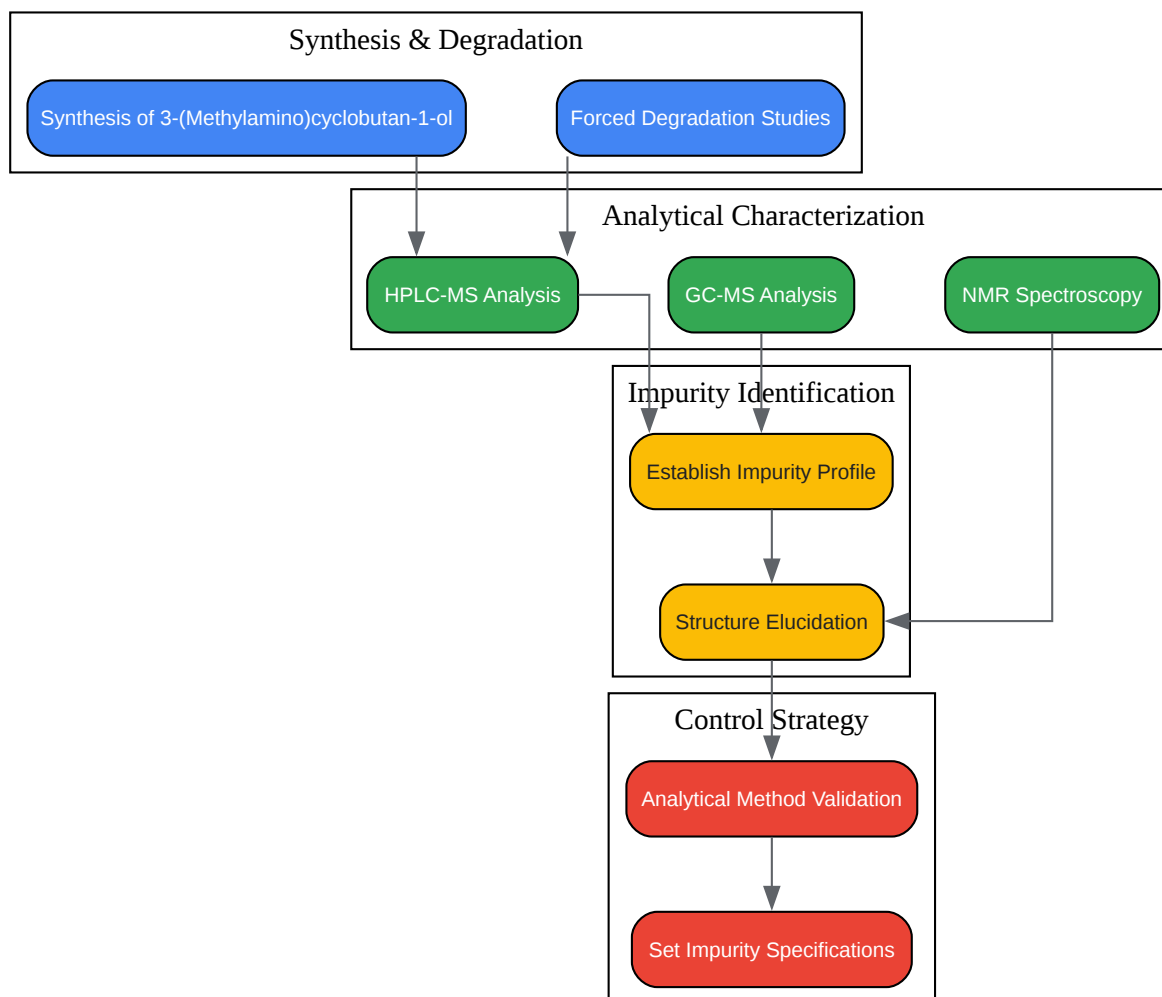 Synthesis & Degradation
Synthesis of 3-(Methylamino)cyclobutan-1-ol
Forced Degradation Studies
Analytical Characterization
HPLC-MS Analysis
GC-MS Analysis
NMR Spectroscopy
Impurity Identification
Establish Impurity Profile
Structure Elucidation
Control Strategy
Analytical Method Validation
Set Impurity Specifications